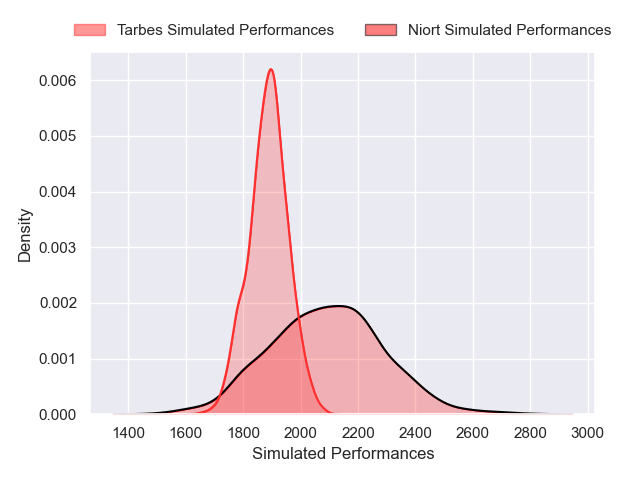 Tarbes Simulated Performances Niort Simulated Performances
0.006
0.005
0.004
0.003
0.002
0.001
0.000
Density
1400 1600 1800 2000 2200 2400 2600 2800 3000
Simulated Performances